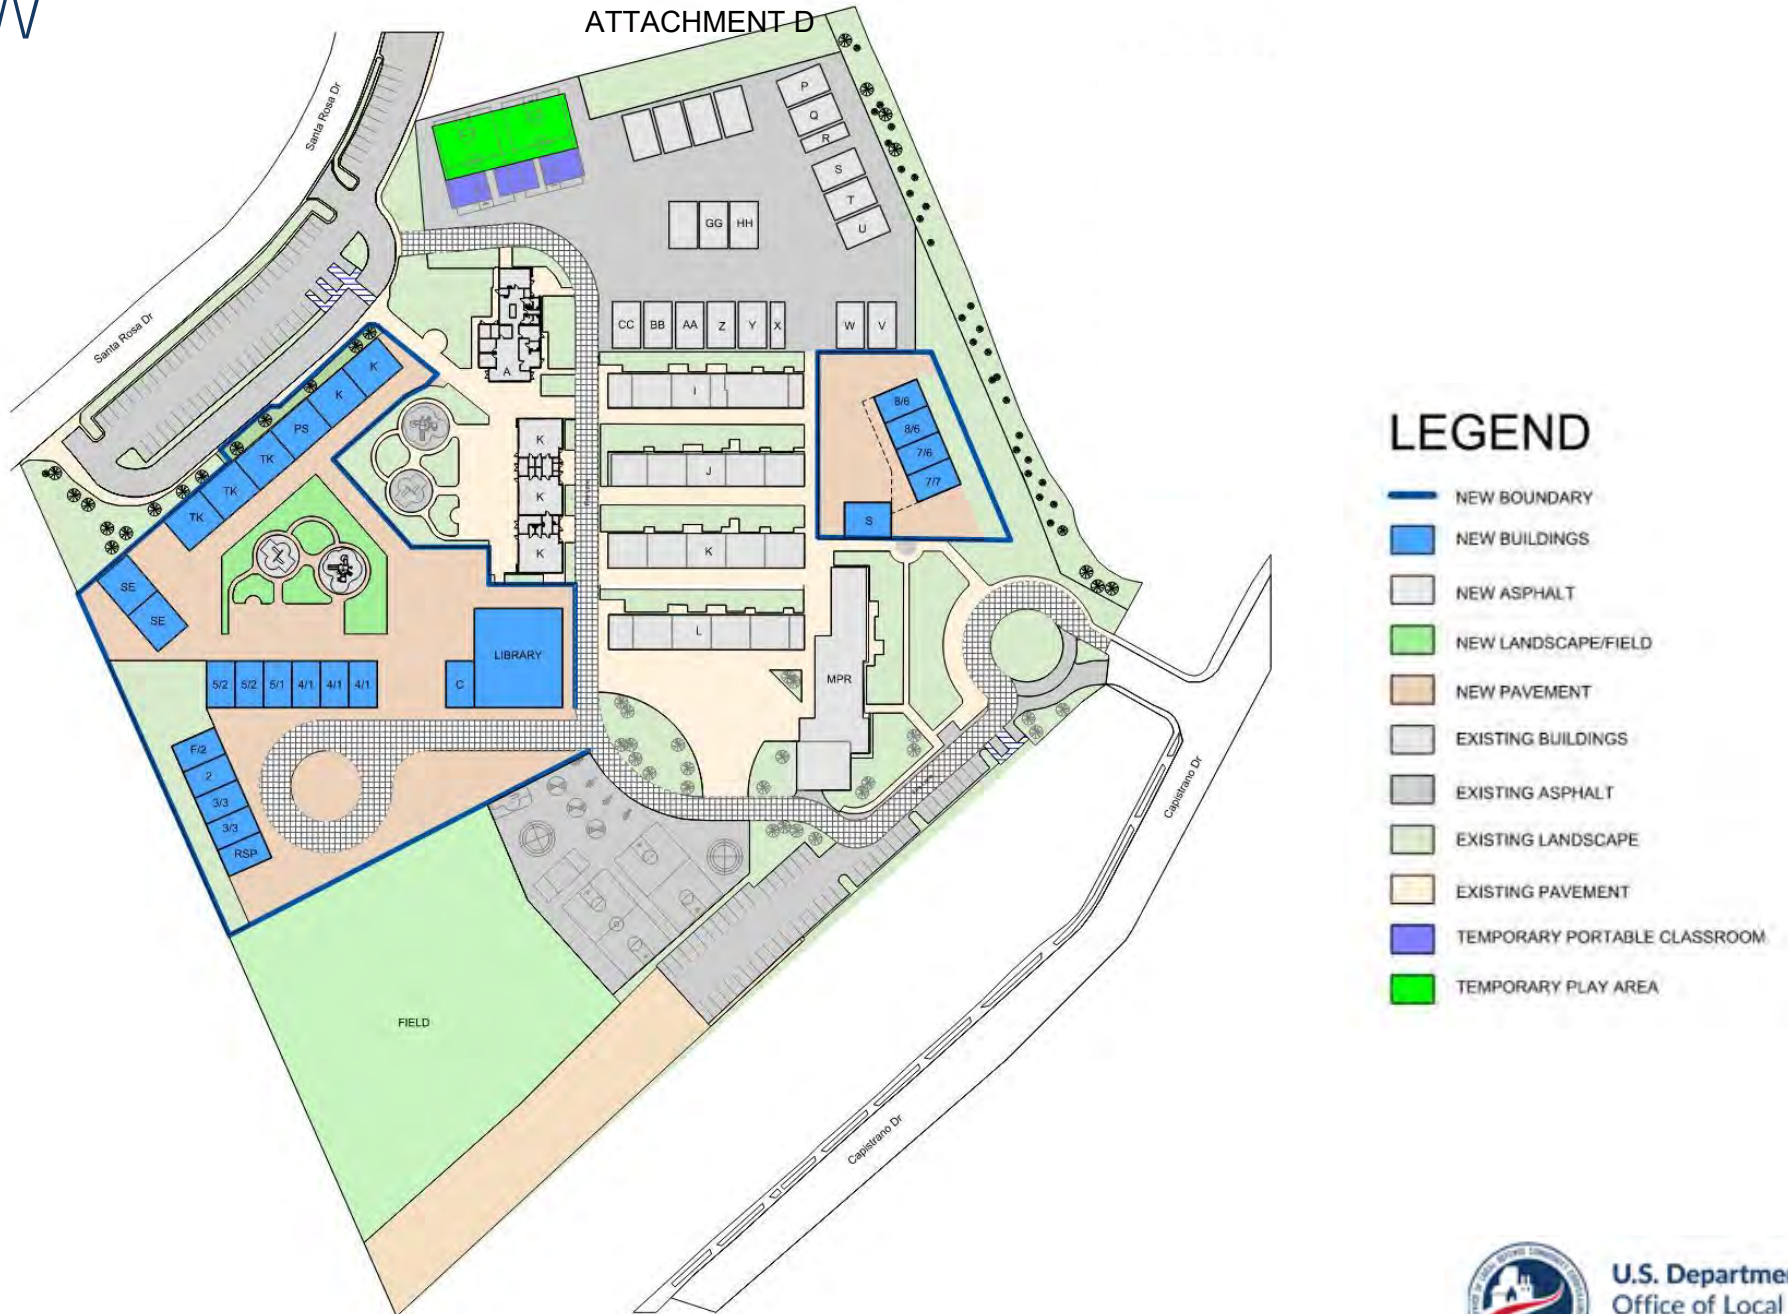 W
ATTACHMENT D
Santa Rosa Dr
Santa Rosa Dr
P
Q
R
S
T
U
GG
HH
CC
BB
AA
Z
Y
X
W
V
A
I
J
K
L
K
K
K
K
K
PS
TK
TK
TK
SE
SE
8/6
8/6
7/6
7/7
S
LIBRARY
C
5/2
5/2
5/1
4/1
4/1
4/1
MPR
F/2
2
3/3
3/3
RSP
FIELD
Capistrano Dr
Capistrano Dr
LEGEND
NEW BOUNDARY
NEW BUILDINGS
NEW ASPHALT
NEW LANDSCAPE/FIELD
NEW PAVEMENT
EXISTING BUILDINGS
EXISTING ASPHALT
EXISTING LANDSCAPE
EXISTING PAVEMENT
TEMPORARY PORTABLE CLASSROOM
TEMPORARY PLAY AREA
U.S. Departme
Office of Local